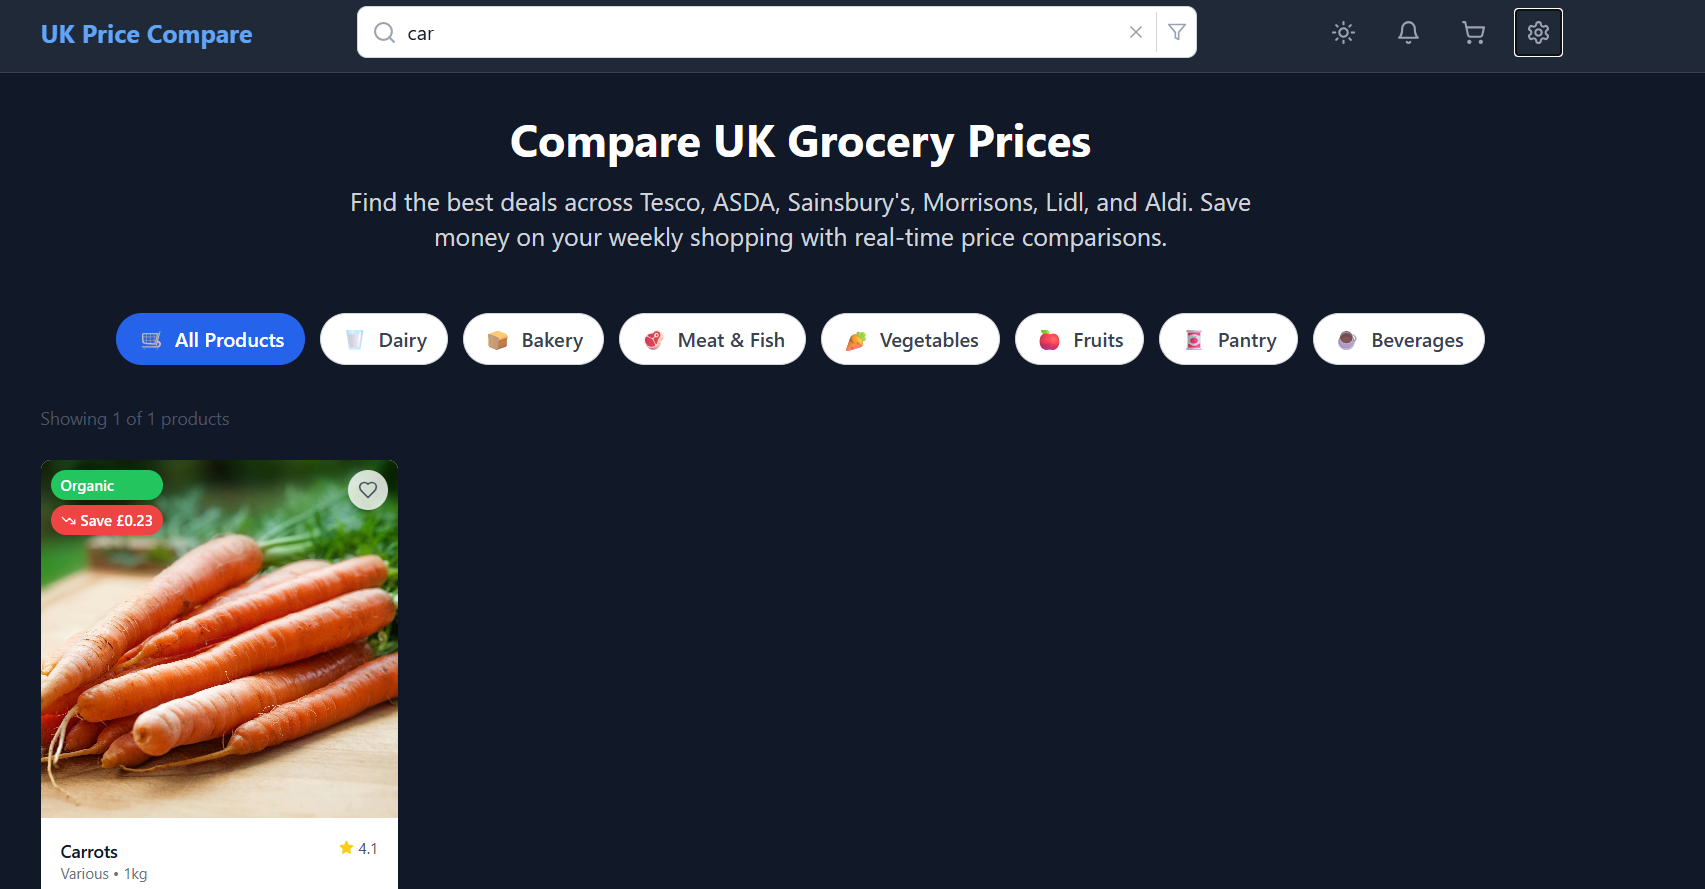 UK Price Compare
car
Compare UK Grocery Prices
Find the best deals across Tesco, ASDA, Sainsbury's, Morrisons, Lidl, and Aldi. Save
money on your weekly shopping with real-time price comparisons.
All Products
Dairy
Bakery
Meat & Fish
Vegetables
Fruits
Pantry
Beverages
Showing 1 of 1 products
Organic
Save £0.23
Carrots
4.1
Various • 1kg